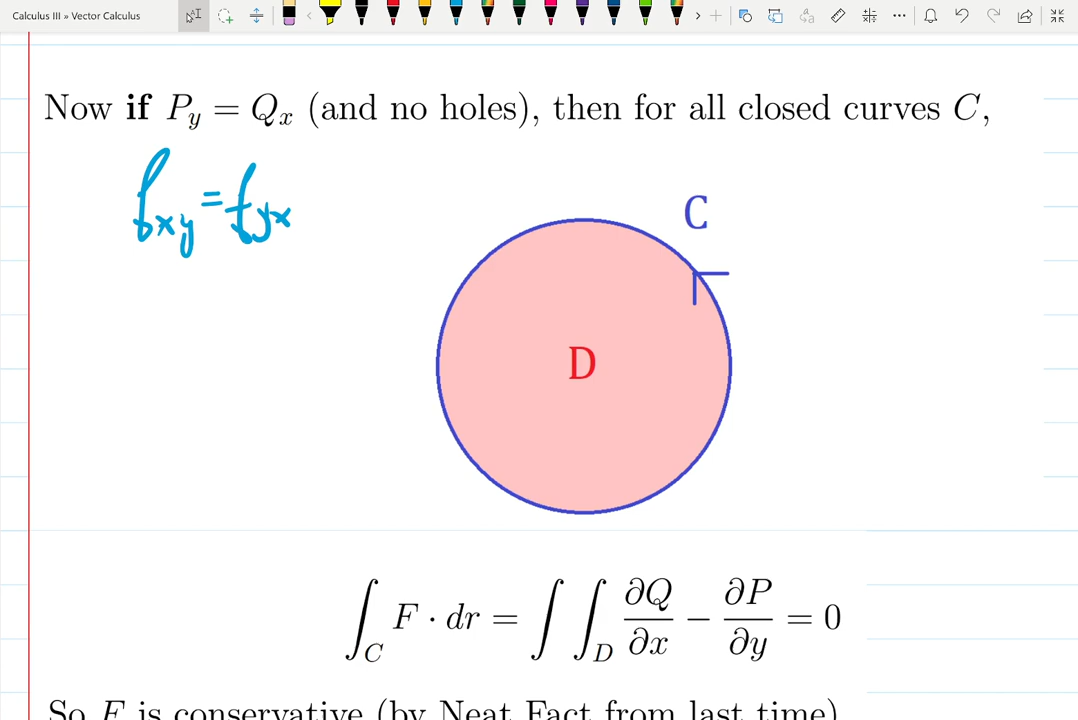 Calculus III » Vector Calculus
Now if P_y = Q_x (and no holes), then for all closed curves C,
f_xy = f_yx
C
D
∫_C F · dr = ∫∫_D ∂Q/∂x − ∂P/∂y = 0
So F is conservative (by Neat Fact from last time)